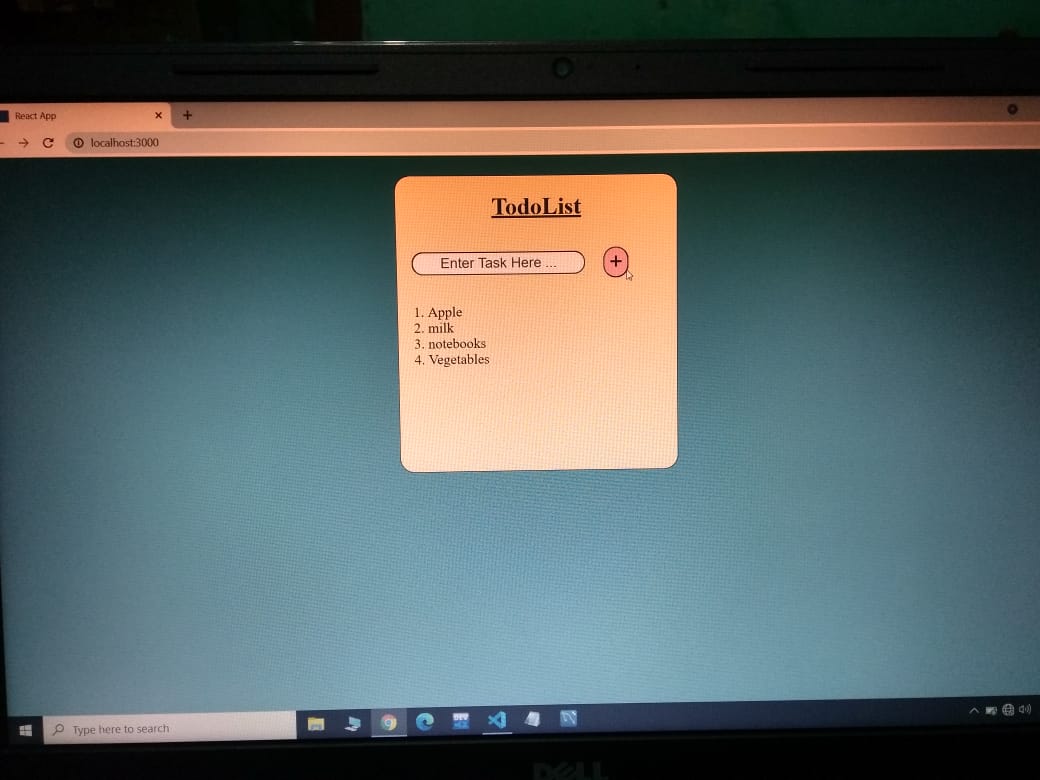 React App
localhost:3000
TodoList
Enter Task Here ...
+
1. Apple
2. milk
3. notebooks
4. Vegetables
Type here to search
DEV
DELL